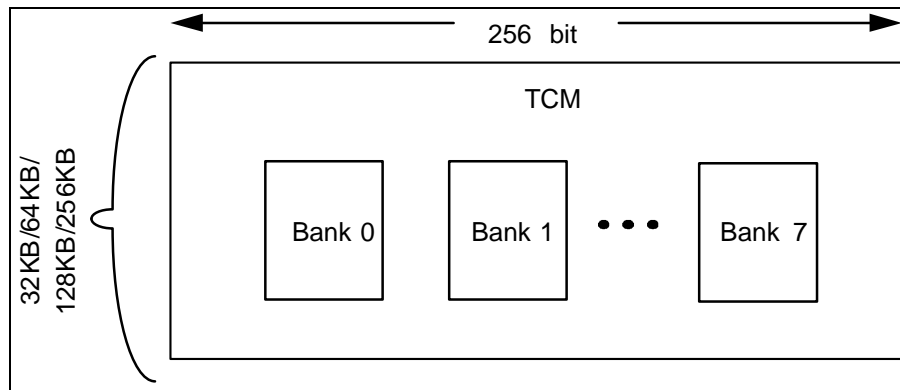 256 bit
TCM
32KB/64KB/
128KB/256KB
Bank 0
Bank 1
Bank 7